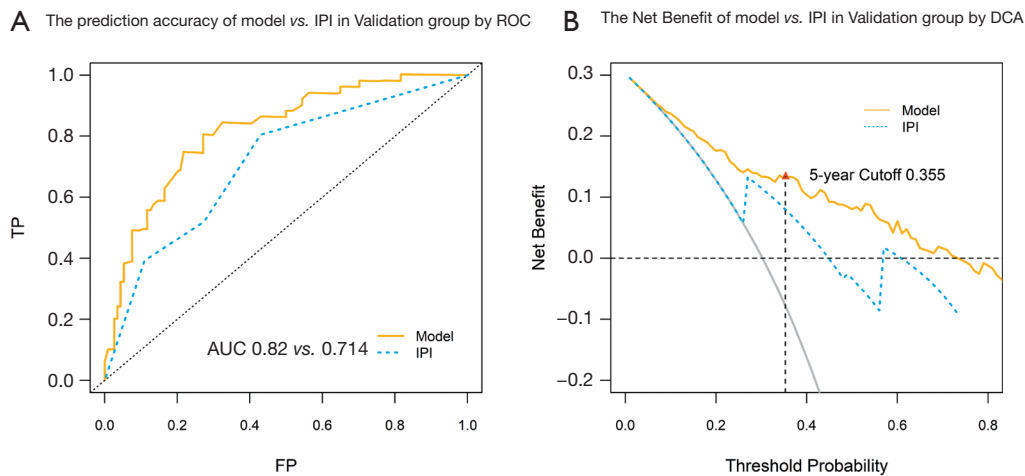 A The prediction accuracy of model vs. IPI in Validation group by ROC
1.0
0.8
0.6
0.4
0.2
0.0
TP
0.0 0.2 0.4 0.6 0.8 1.0
FP
AUC 0.82 vs. 0.714
Model
IPI
B The Net Benefit of model vs. IPI in Validation group by DCA
0.3
0.2
0.1
0.0
−0.1
−0.2
Net Benefit
0.0 0.2 0.4 0.6 0.8
Threshold Probability
Model
IPI
5-year Cutoff 0.355